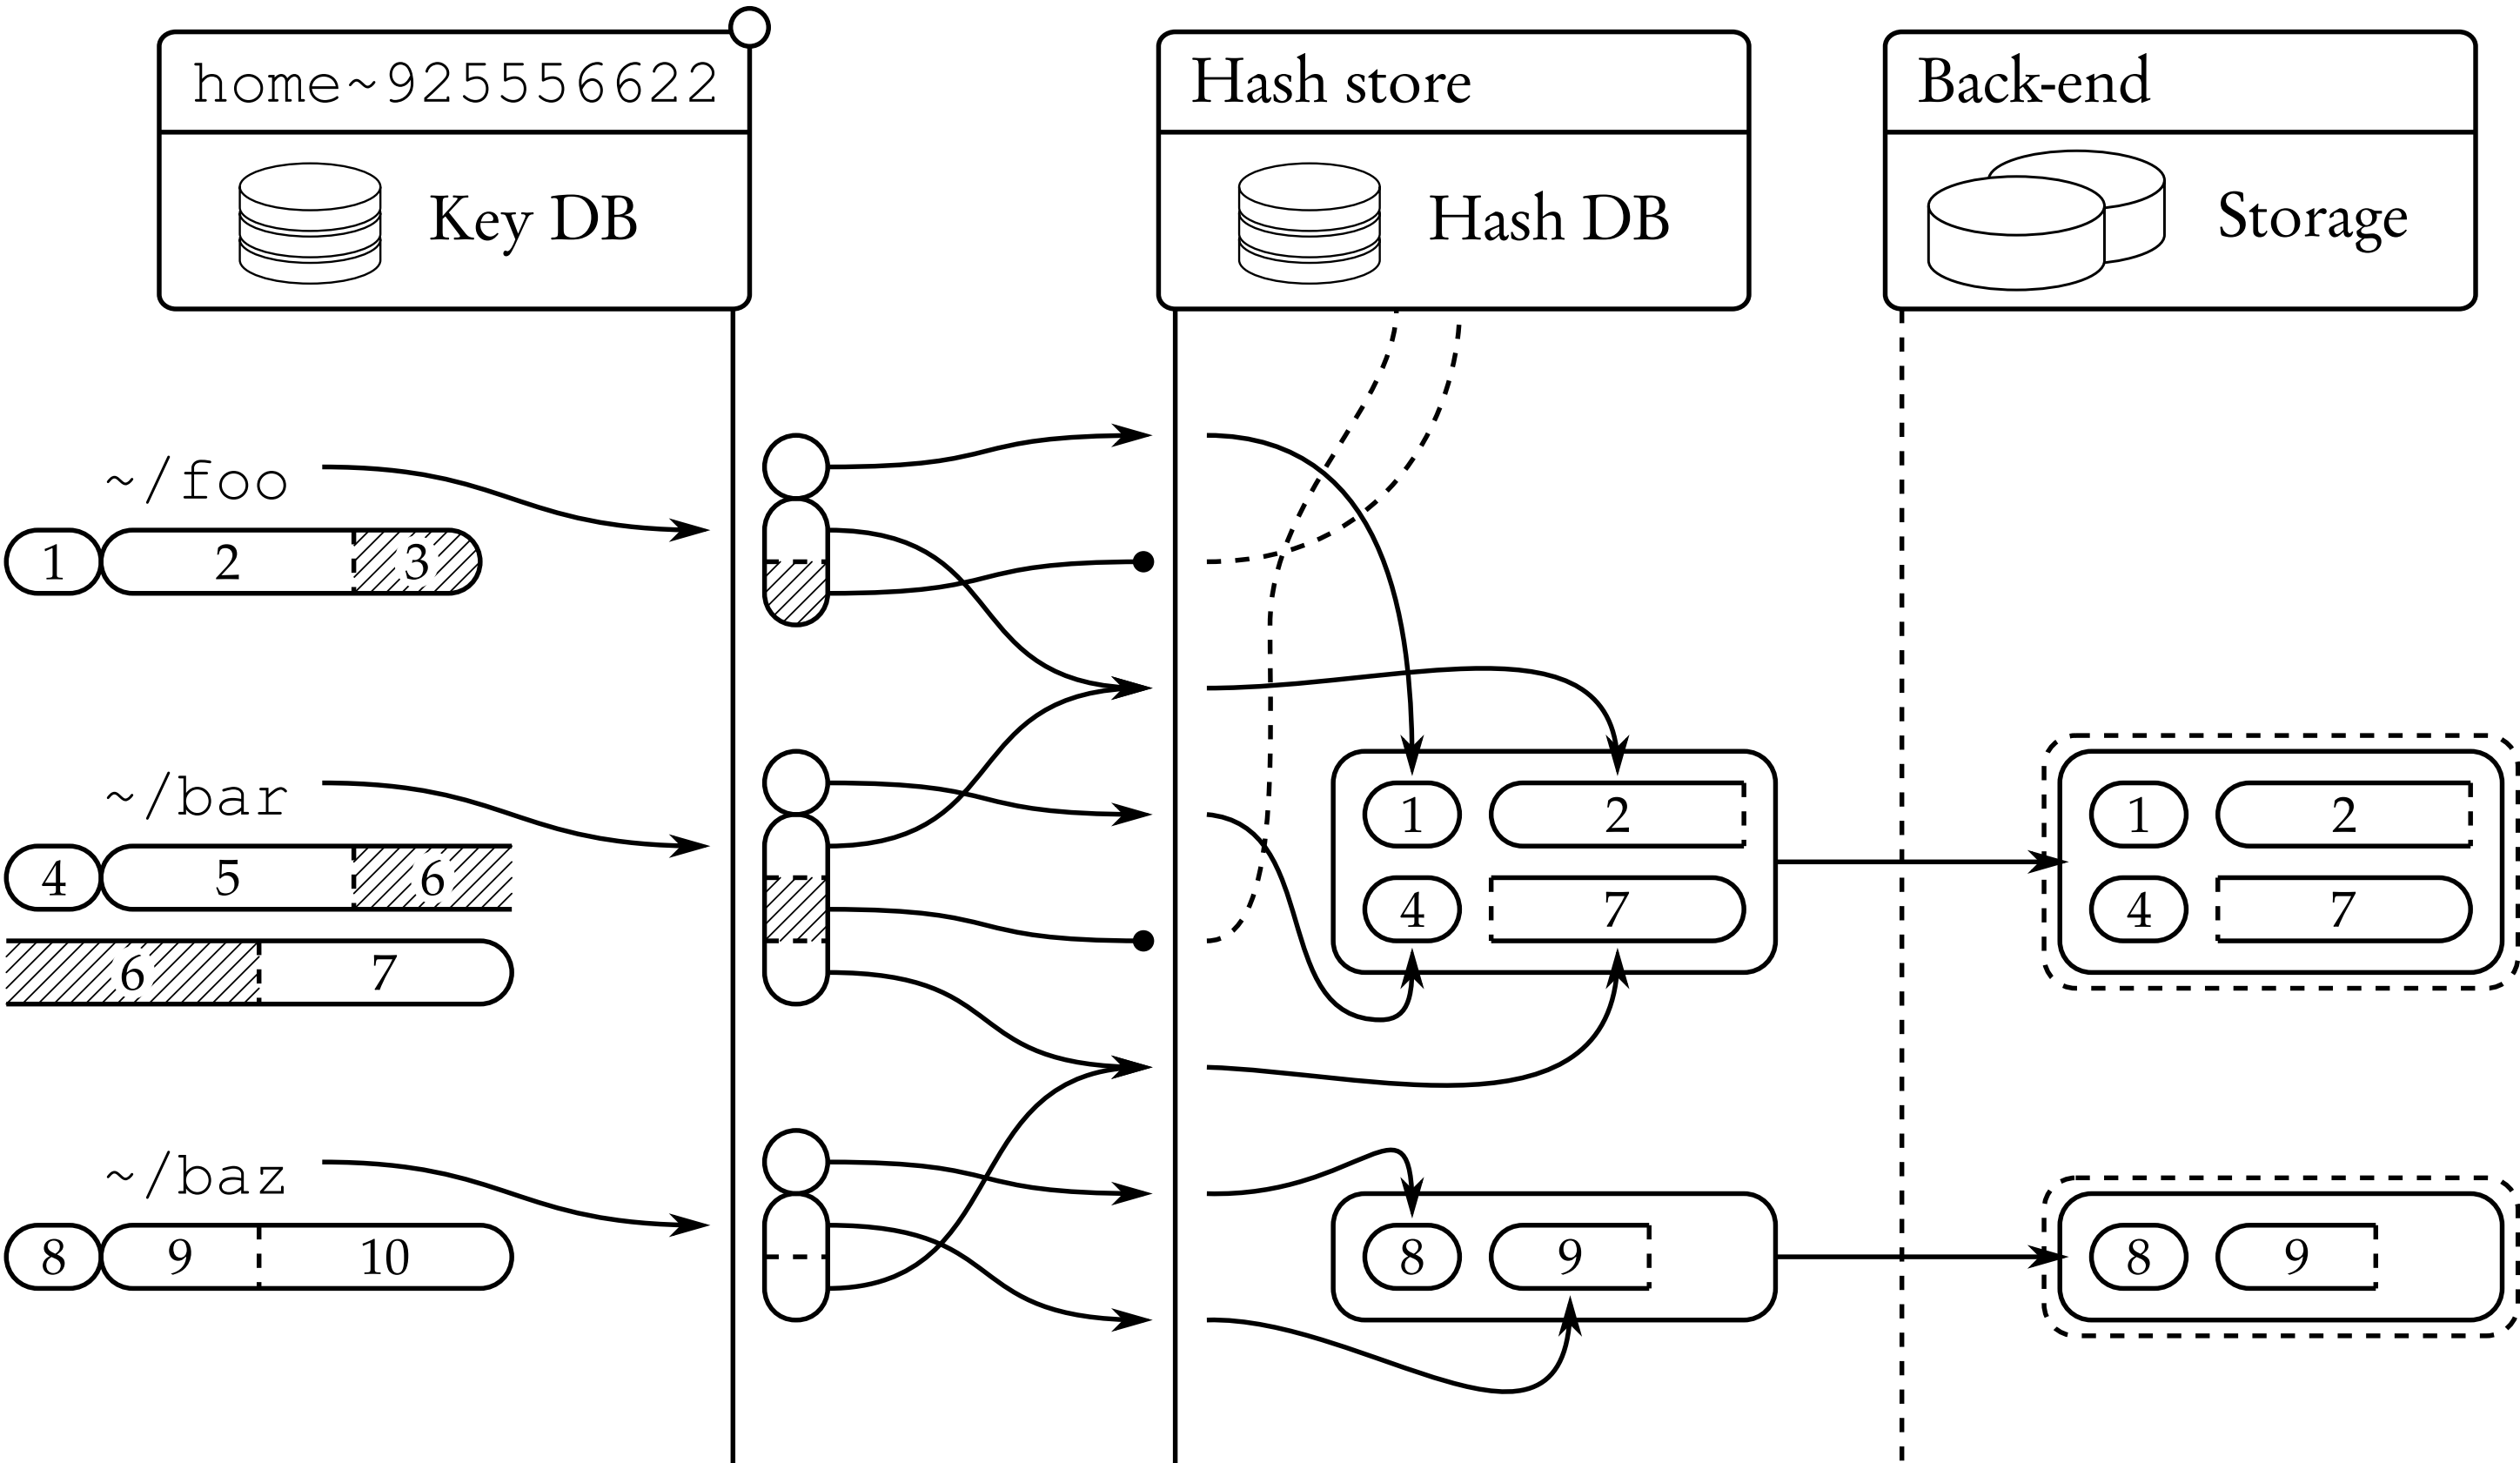 home~925556622
Key DB
Hash store
Hash DB
Back-end
Storage
~/foo
1 2 3
~/bar
4 5 6
6 7
~/baz
8 9 10
1 2
4 7
8 9
1 2
4 7
8 9